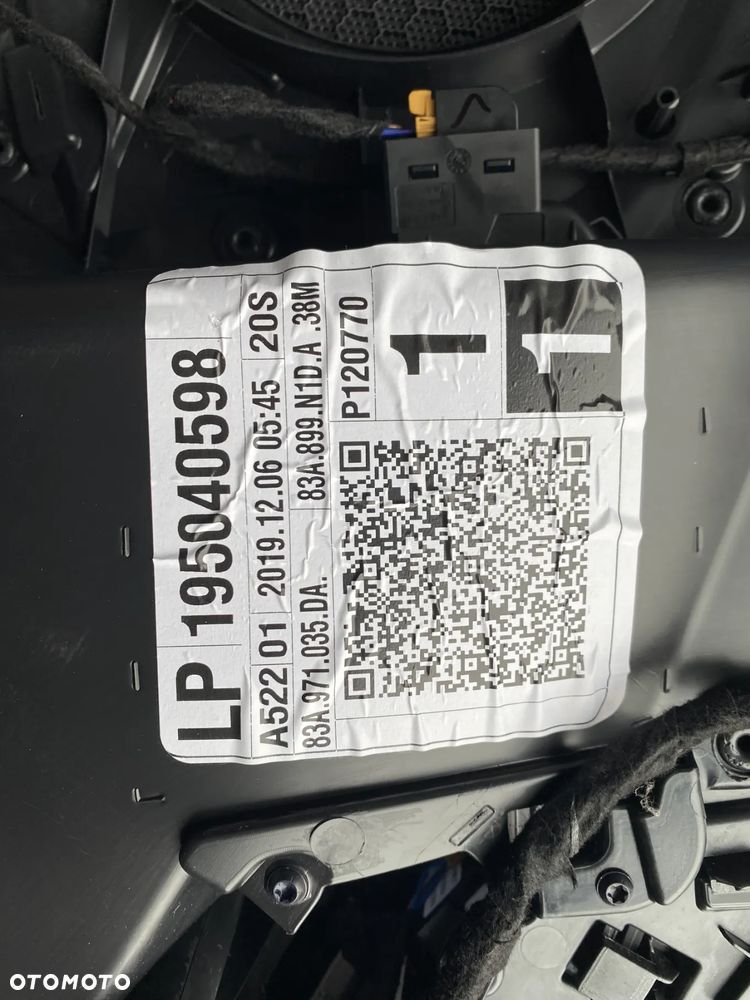 LP 195040598
A522 01 2019.12.06 05:45 20S
83A.971.035.DA. 83A.899.N1D.A .38M
P120770
1
1
OTOMOTO